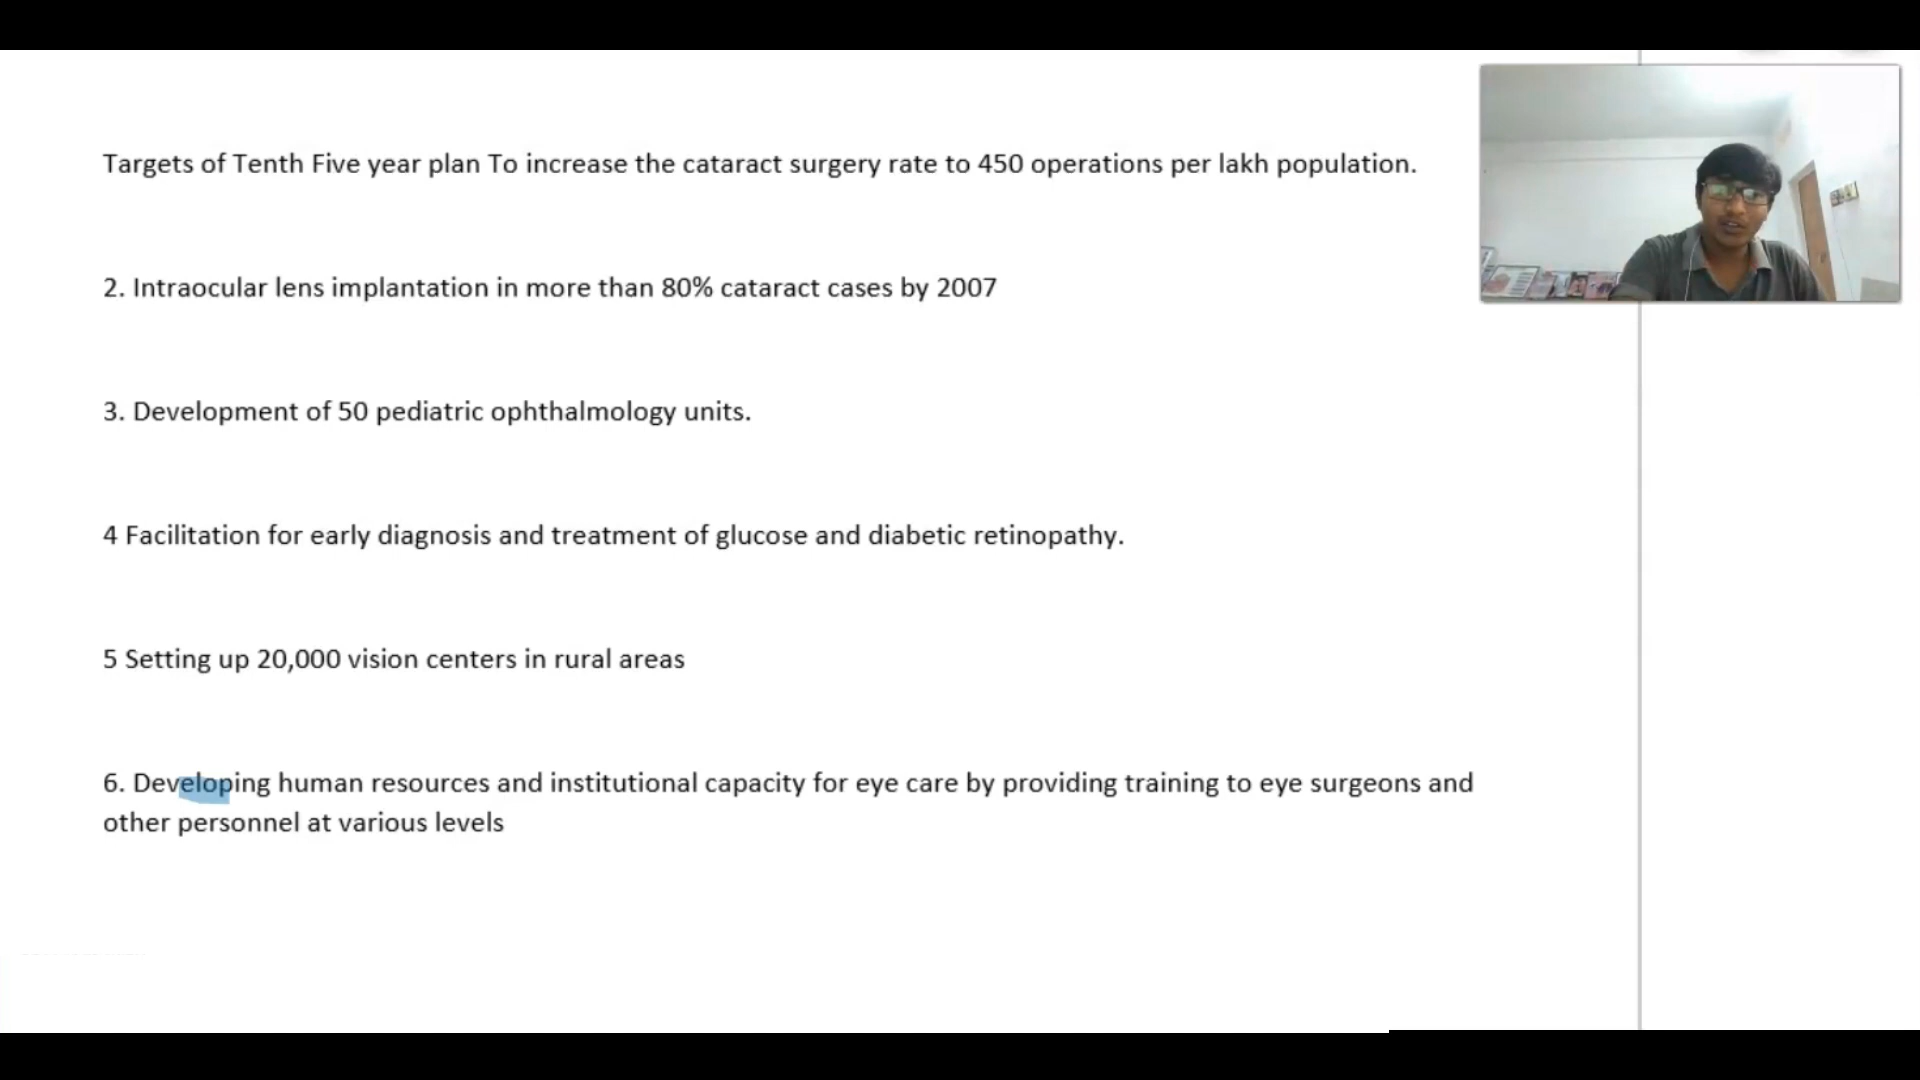 Targets of Tenth Five year plan To increase the cataract surgery rate to 450 operations per lakh population.
2. Intraocular lens implantation in more than 80% cataract cases by 2007
3. Development of 50 pediatric ophthalmology units.
4 Facilitation for early diagnosis and treatment of glucose and diabetic retinopathy.
5 Setting up 20,000 vision centers in rural areas
6. Developing human resources and institutional capacity for eye care by providing training to eye surgeons and
other personnel at various levels